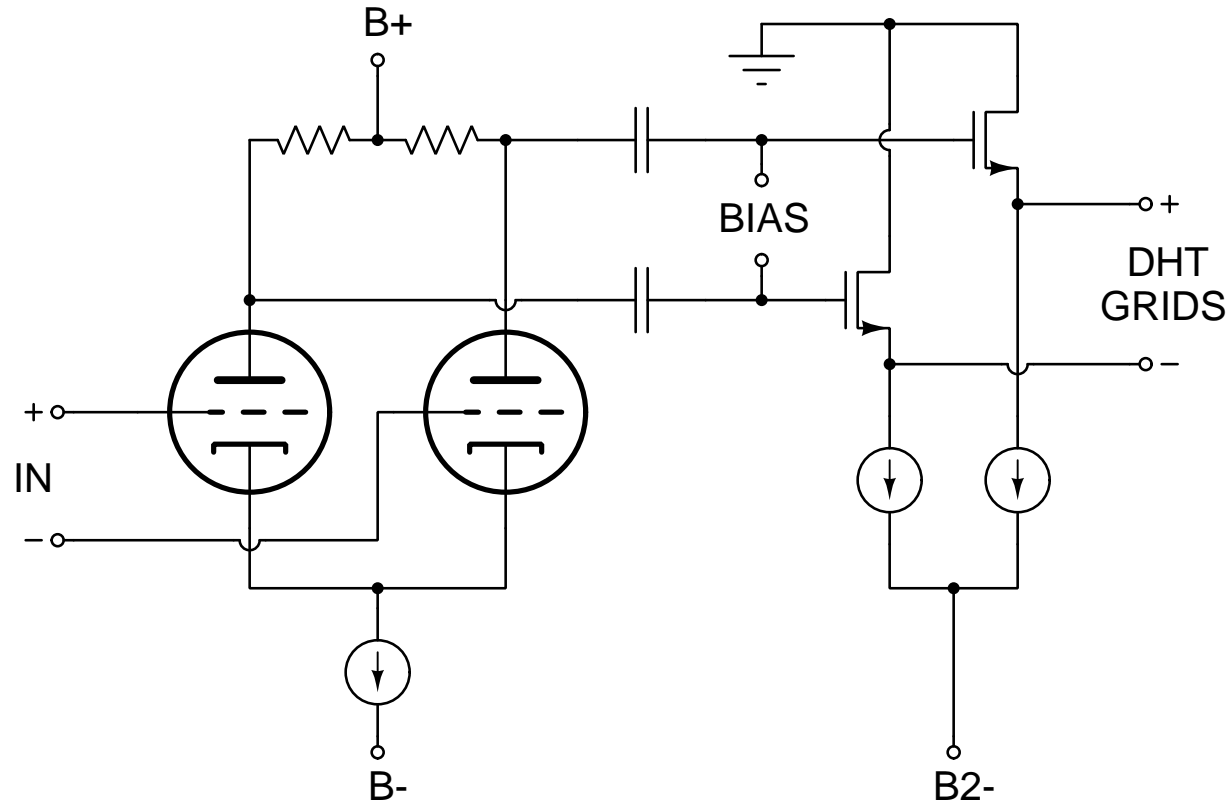 B+
BIAS
+
DHT
GRIDS
−
+
IN
−
B-
B2-